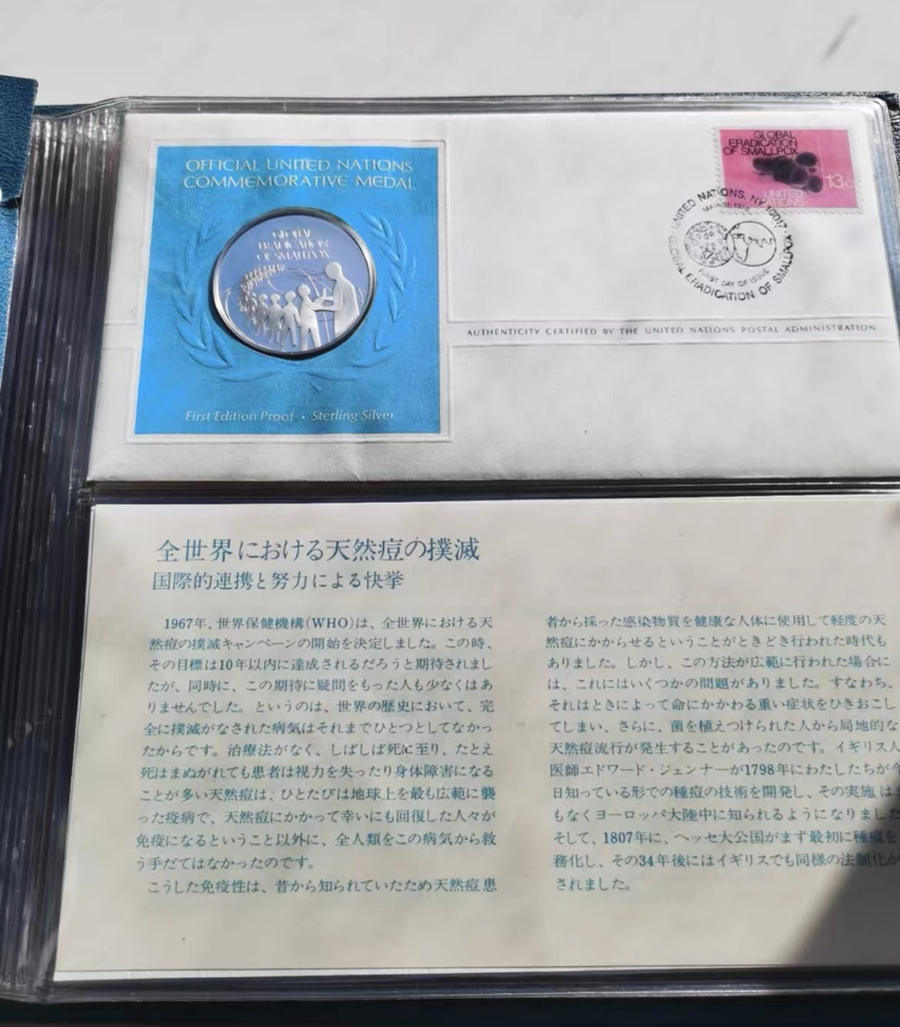 OFFICIAL UNITED NATIONS
COMMEMORATIVE MEDAL
GLOBAL
ERADICATION
OF SMALLPOX
First Edition Proof • Sterling Silver
GLOBAL
ERADICATION
OF SMALLPOX
13c
UNITED
NATIONS
UNITED NATIONS, NY 10017
GLOBAL ERADICATION OF SMALLPOX
FIRST DAY OF ISSUE
AUTHENTICITY CERTIFIED BY THE UNITED NATIONS POSTAL ADMINISTRATION
全世界における天然痘の撲滅
国際的連携と努力による快挙
1967年、世界保健機構(WHO)は、全世界における天
然痘の撲滅キャンペーンの開始を決定しました。この時、
その目標は10年以内に達成されるだろうと期待されまし
たが、同時に、この期待に疑問をもった人も少なくはあ
りませんでした。というのは、世界の歴史において、完
全に撲滅がなされた病気はそれまでひとつとしてなかっ
たからです。治療法がなく、しばしば死に至り、たとえ
死はまぬがれても患者は視力を失ったり身体障害になる
ことが多い天然痘は、ひとたびは地球上を最も広範に襲
った疫病で、天然痘にかかって幸いにも回復した人々が
免疫になるということ以外に、全人類をこの病気から救
う手だてはなかったのです。
こうした免疫性は、昔から知られていたため天然痘患
者から採った感染物質を健康な人体に使用して軽度の天
然痘にかからせるということがときどき行われた時代も
ありました。しかし、この方法が広範に行われた場合に
は、これにはいくつかの問題がありました。すなわち、
それはときによって命にかかわる重い症状をひきおこし
てしまい、さらに、菌を植えつけられた人から局地的な
天然痘流行が発生することがあったのです。イギリス人
医師エドワード・ジェンナーが1798年にわたしたちが今
日知っている形での種痘の技術を開発し、その実施はま
もなくヨーロッパ大陸中に知られるようになりました
そして、1807年に、ヘッセ大公国がまず最初に種痘を
務化し、その34年後にはイギリスでも同様の法制化が
されました。